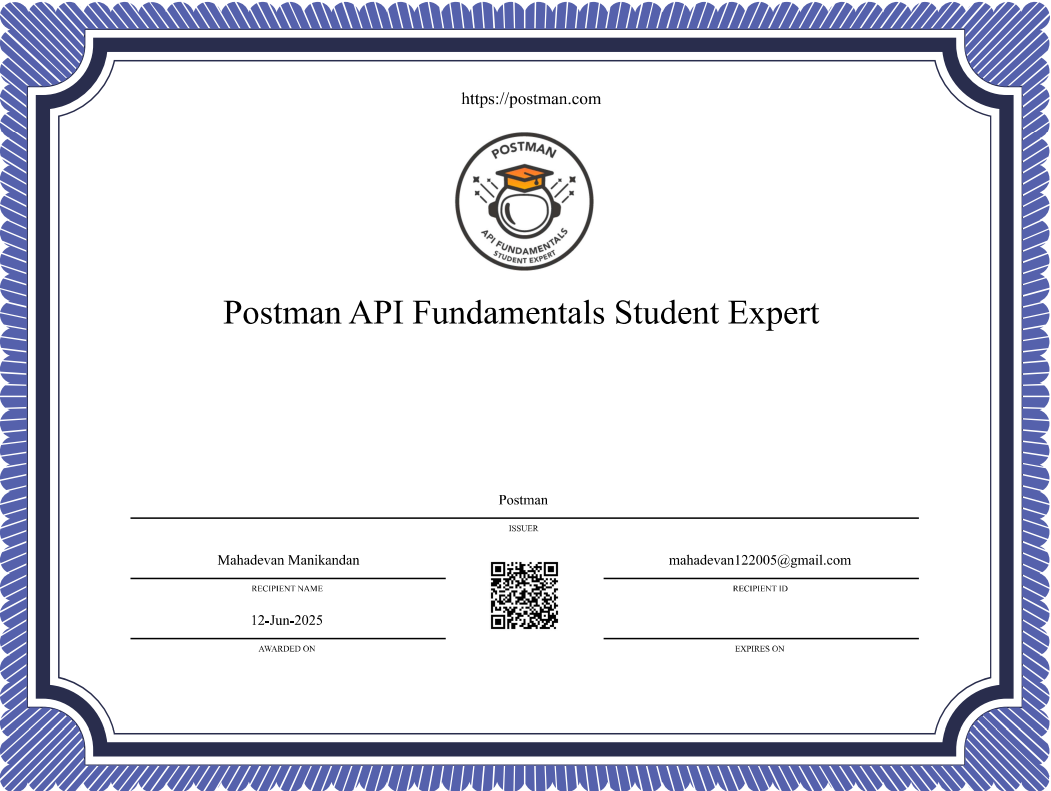 https://postman.com
POSTMAN
API FUNDAMENTALS
STUDENT EXPERT
Postman API Fundamentals Student Expert
Postman
ISSUER
Mahadevan Manikandan
RECIPIENT NAME
mahadevan122005@gmail.com
RECIPIENT ID
12-Jun-2025
AWARDED ON
EXPIRES ON